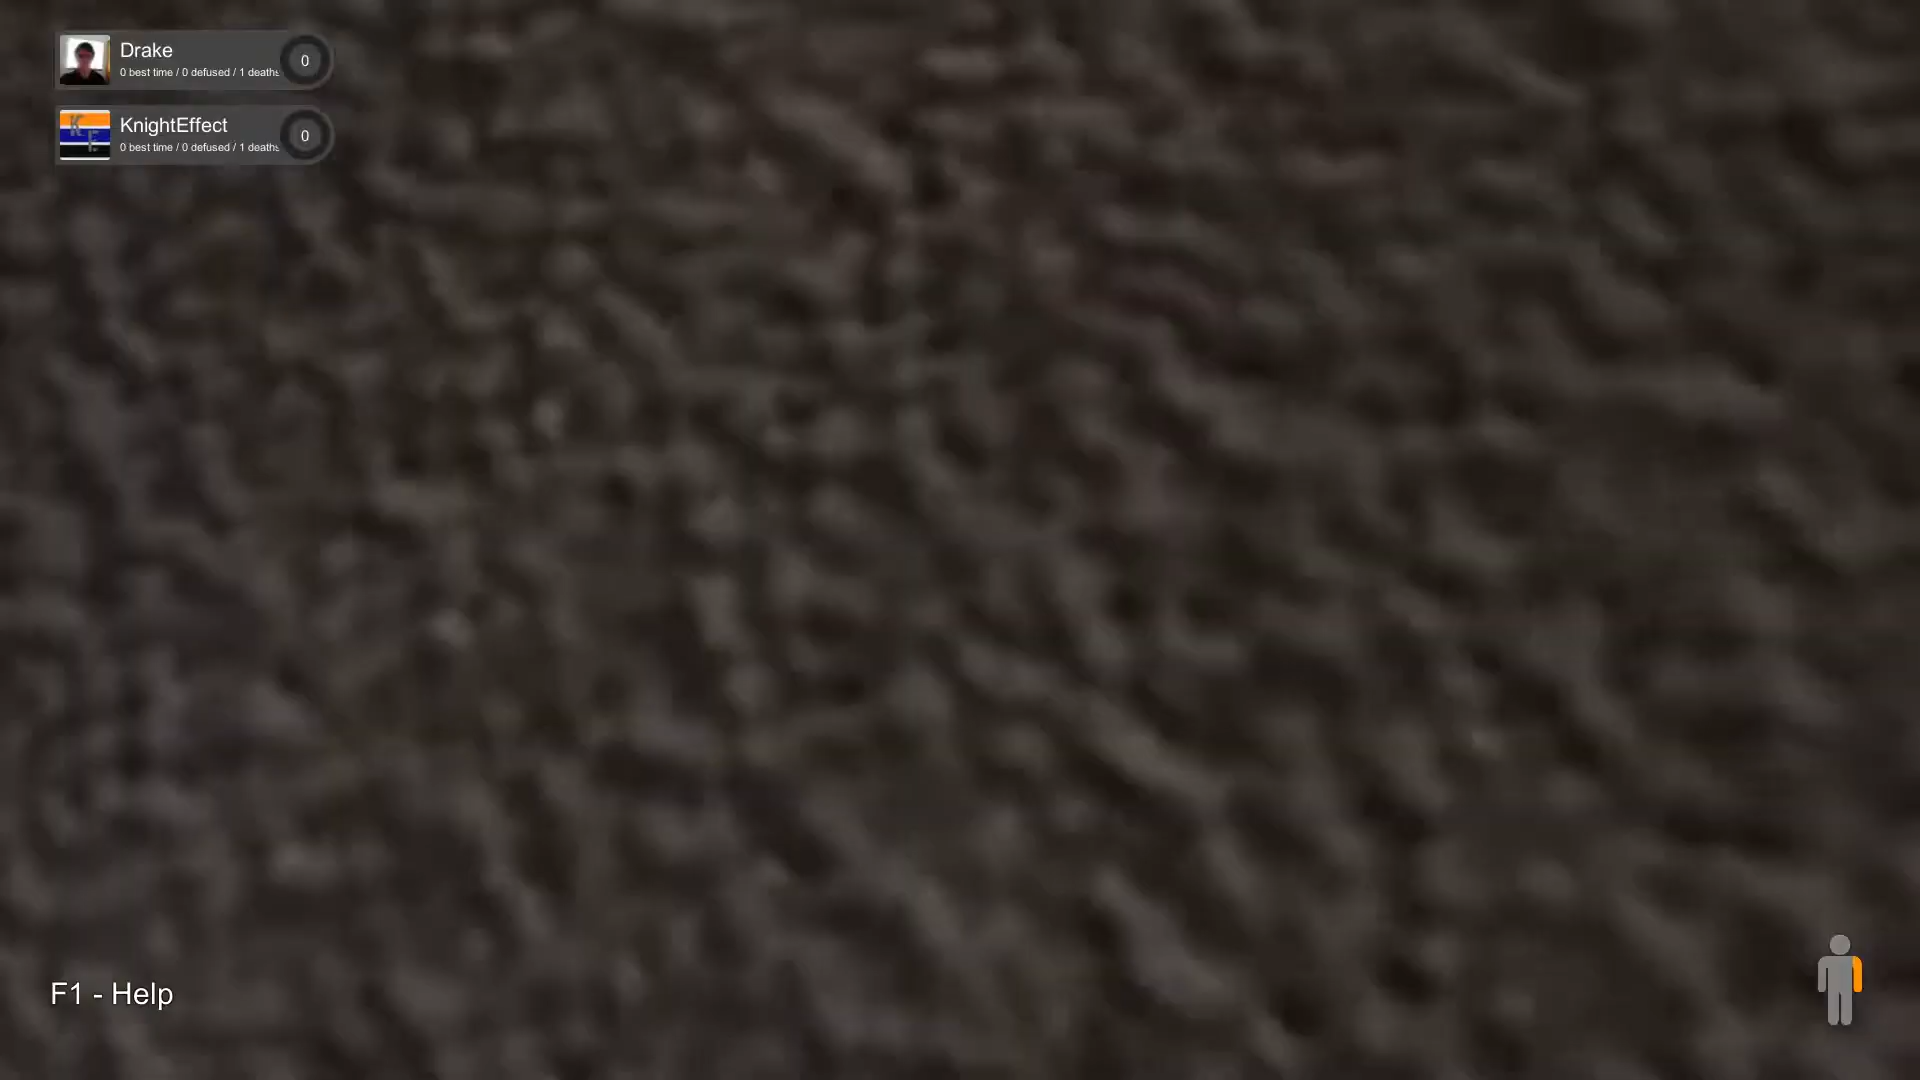 Drake
0 best time / 0 defused / 1 deaths
0
KnightEffect
0 best time / 0 defused / 1 deaths
0
K
E
F1 - Help